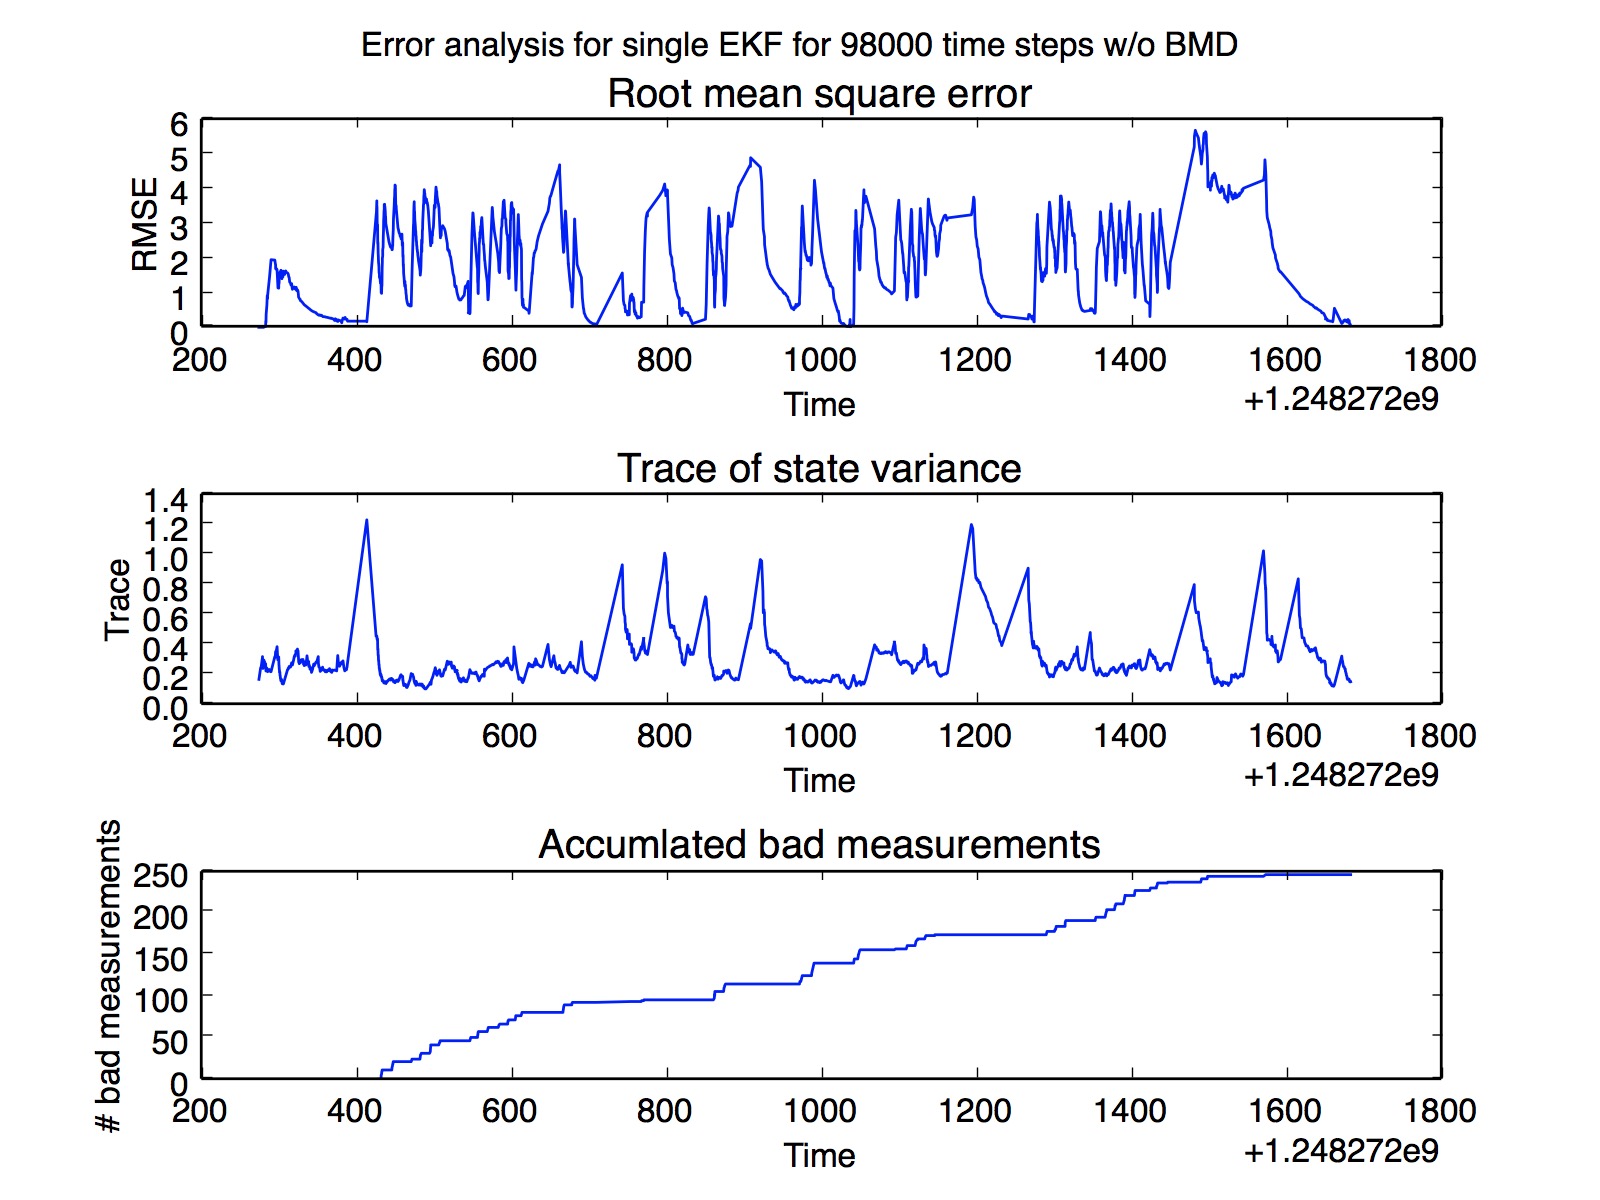 Error analysis for single EKF for 98000 time steps w/o BMD
Root mean square error
6
5
4
3
2
1
0
RMSE
200 400 600 800 1000 1200 1400 1600 1800
Time
+1.248272e9
Trace of state variance
1.4
1.2
1.0
0.8
0.6
0.4
0.2
0.0
Trace
200 400 600 800 1000 1200 1400 1600 1800
Time
+1.248272e9
Accumlated bad measurements
250
200
150
100
50
0
# bad measurements
200 400 600 800 1000 1200 1400 1600 1800
Time
+1.248272e9